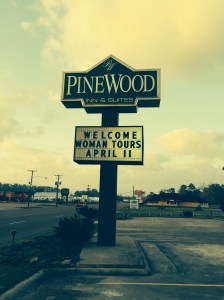 PINEWOOD
INN & SUITES
WELCOME
WOMAN TOURS
APRIL 11